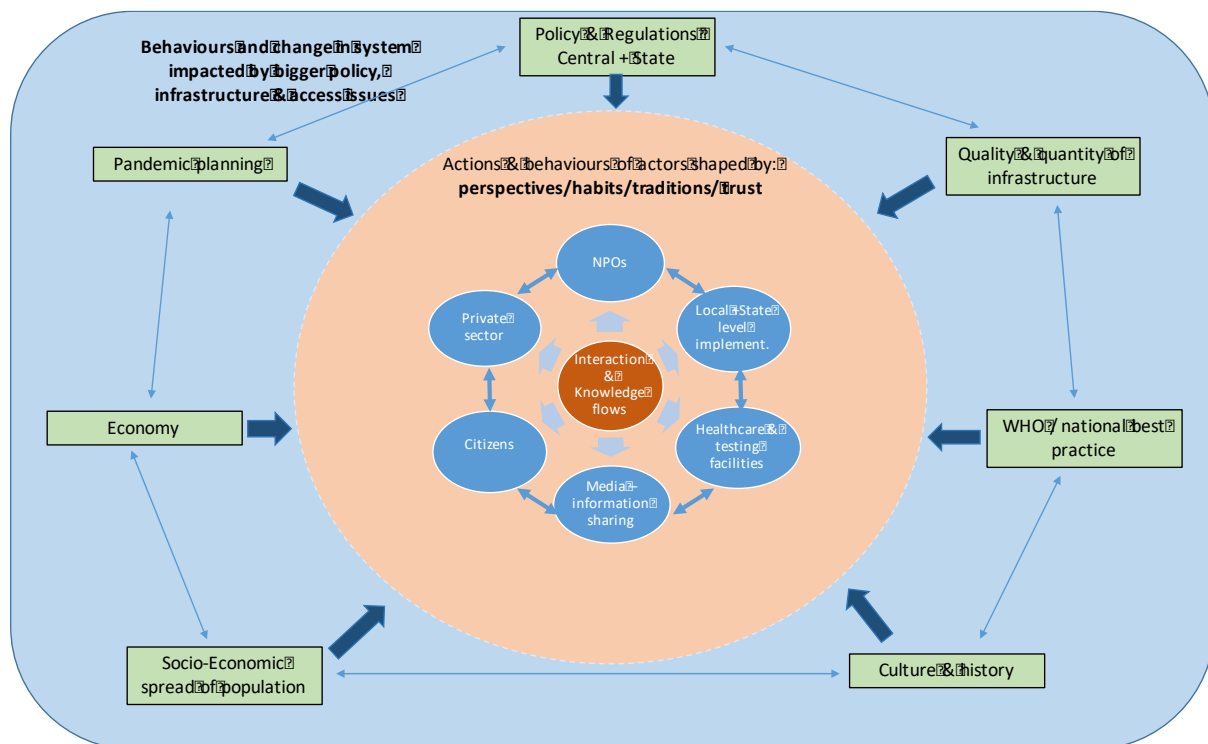 Behaviours and change in system
impacted by bigger policy,
infrastructure & access issues
Policy & Regulations
Central + State
Pandemic planning
Quality & quantity of
infrastructure
Actions & behaviours of actors shaped by:
perspectives/habits/traditions/ trust
NPOs
Private
sector
Local +State
level
implement.
Interaction
&
Knowledge
flows
Economy
Citizens
Healthcare &
testing
facilities
WHO / national best
practice
Media –
information
sharing
Socio-Economic
spread of population
Culture & history